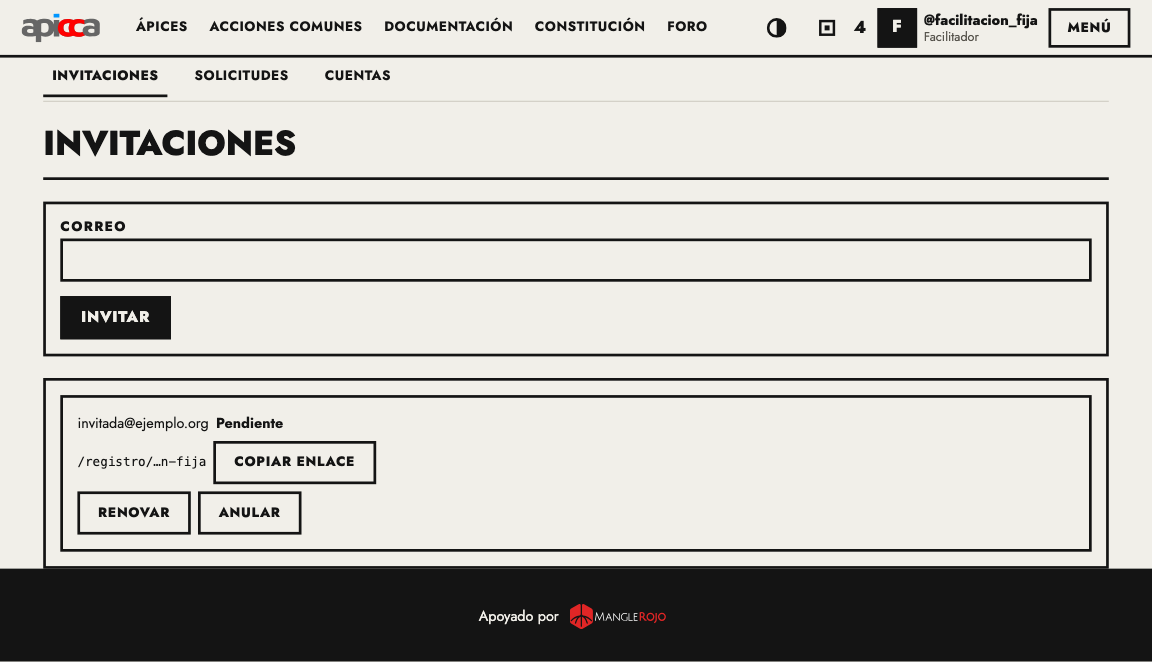 apicca ÁPICES ACCIONES COMUNES DOCUMENTACIÓN CONSTITUCIÓN FORO 4 F @facilitacion_fija MENÚ
Facilitador
INVITACIONES SOLICITUDES CUENTAS
INVITACIONES
CORREO
INVITAR
invitada@ejemplo.org Pendiente
/registro/…n-fija COPIAR ENLACE
RENOVAR ANULAR
Apoyado por MANGLEROJO